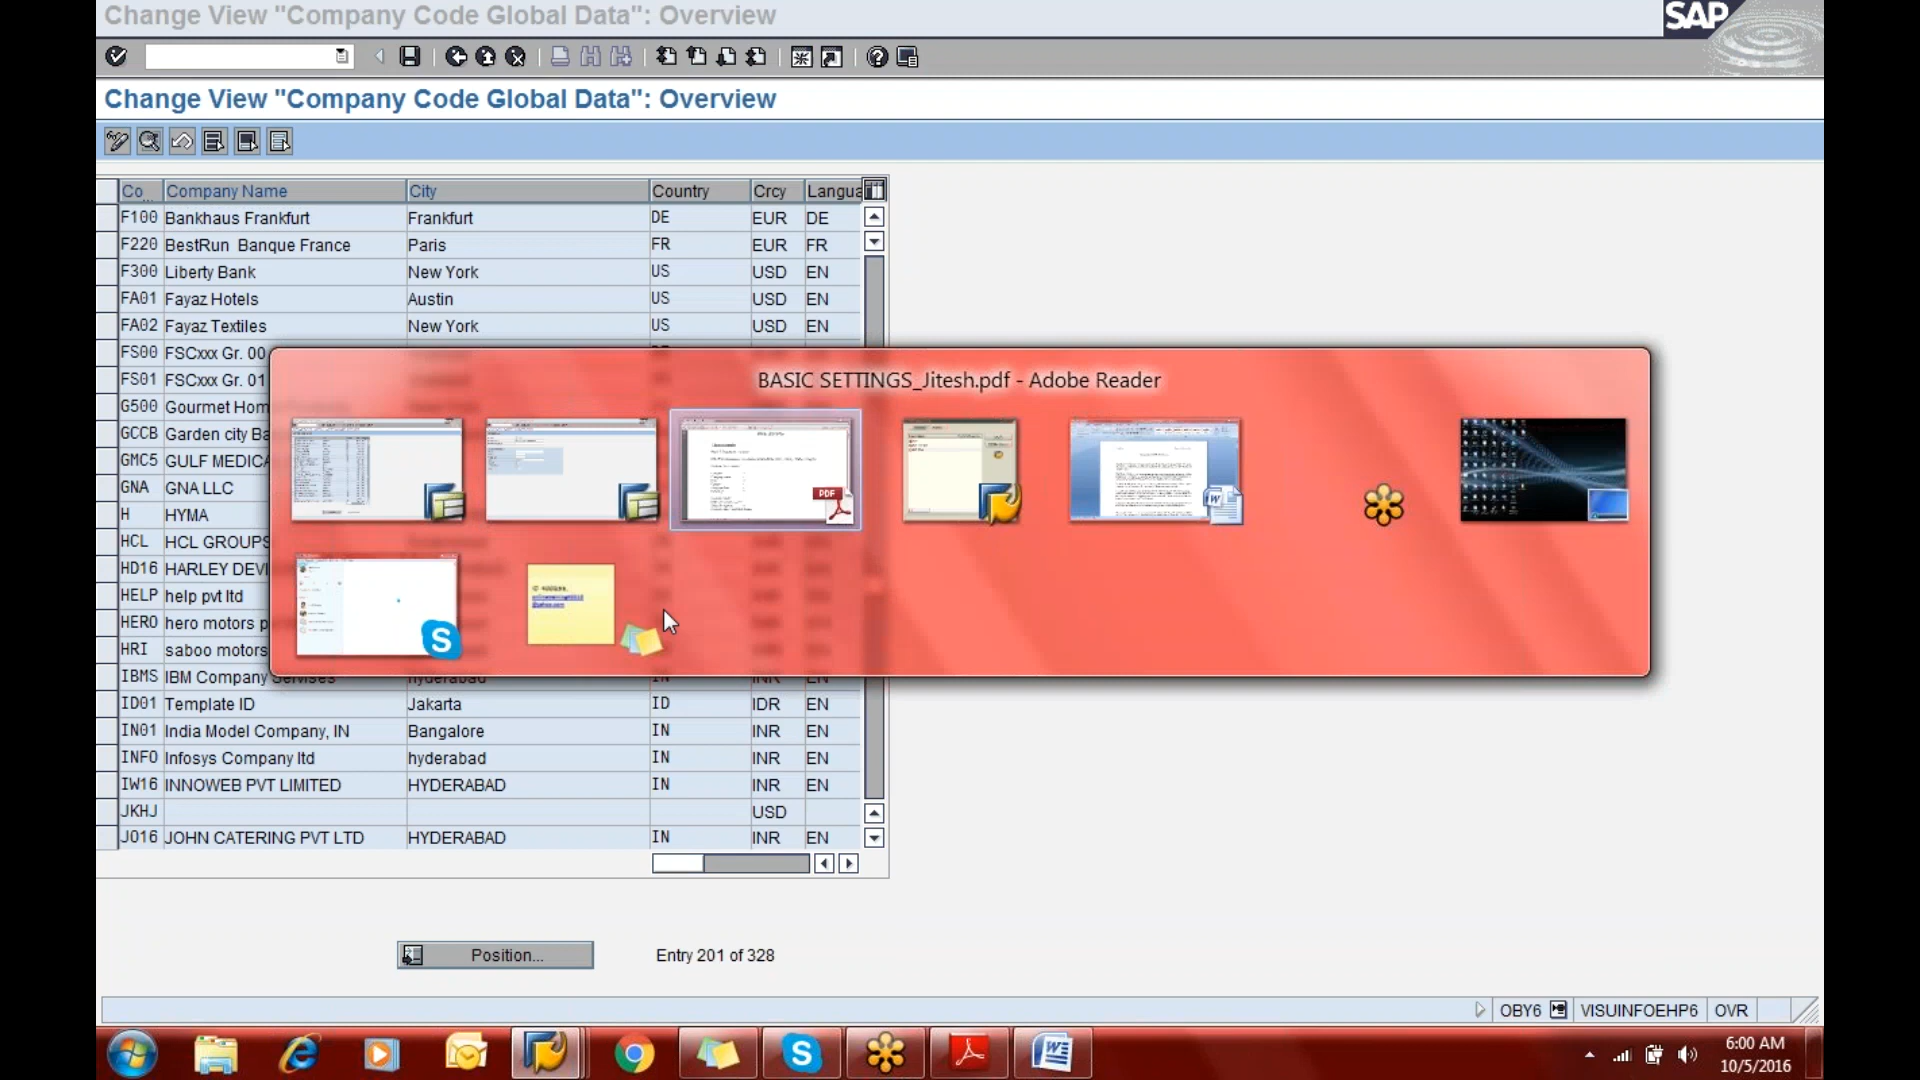 Change View "Company Code Global Data": Overview
SAP
Change View "Company Code Global Data": Overview
Co... Company Name City Country Crcy Langua
F100 Bankhaus Frankfurt Frankfurt DE EUR DE
F220 BestRun Banque France Paris FR EUR FR
F300 Liberty Bank New York US USD EN
FA01 Fayaz Hotels Austin US USD EN
FA02 Fayaz Textiles New York US USD EN
FS00 FSCxxx Gr. 00
FS01 FSCxxx Gr. 01
G500 Gourmet Hom
GCCB Garden city Ba
GMC5 GULF MEDICA
GNA GNA LLC
H HYMA
HCL HCL GROUPS
HD16 HARLEY DEVI
HELP help pvt ltd
HERO hero motors p
HRI saboo motors
IBMS IBM Company Services hyderabad IN INR EN
ID01 Template ID Jakarta ID IDR EN
IN01 India Model Company, IN Bangalore IN INR EN
INFO Infosys Company ltd hyderabad IN INR EN
IW16 INNOWEB PVT LIMITED HYDERABAD IN INR EN
JKHJ USD
JO16 JOHN CATERING PVT LTD HYDERABAD IN INR EN
BASIC SETTINGS_Jitesh.pdf - Adobe Reader
PDF
Position...
Entry 201 of 328
OBY6 VISUINFOEHP6 OVR
6:00 AM
10/5/2016